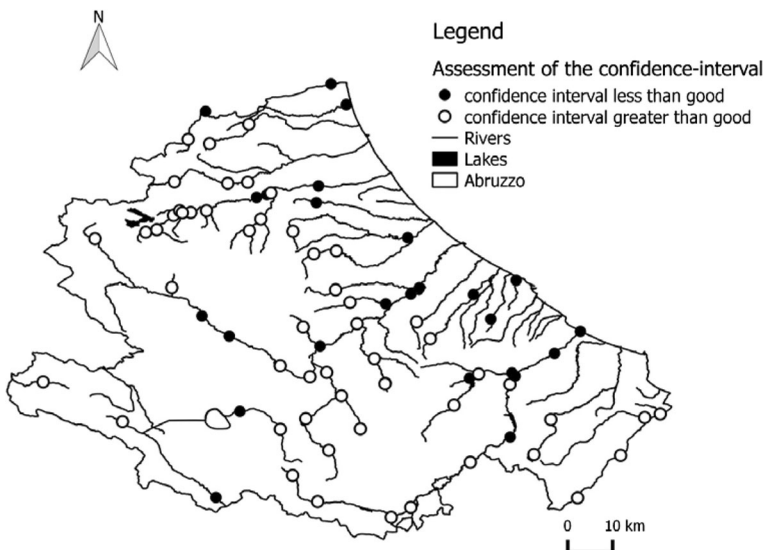 N
Legend
Assessment of the confidence-interval
confidence interval less than good
confidence interval greater than good
Rivers
Lakes
Abruzzo
0 10 km